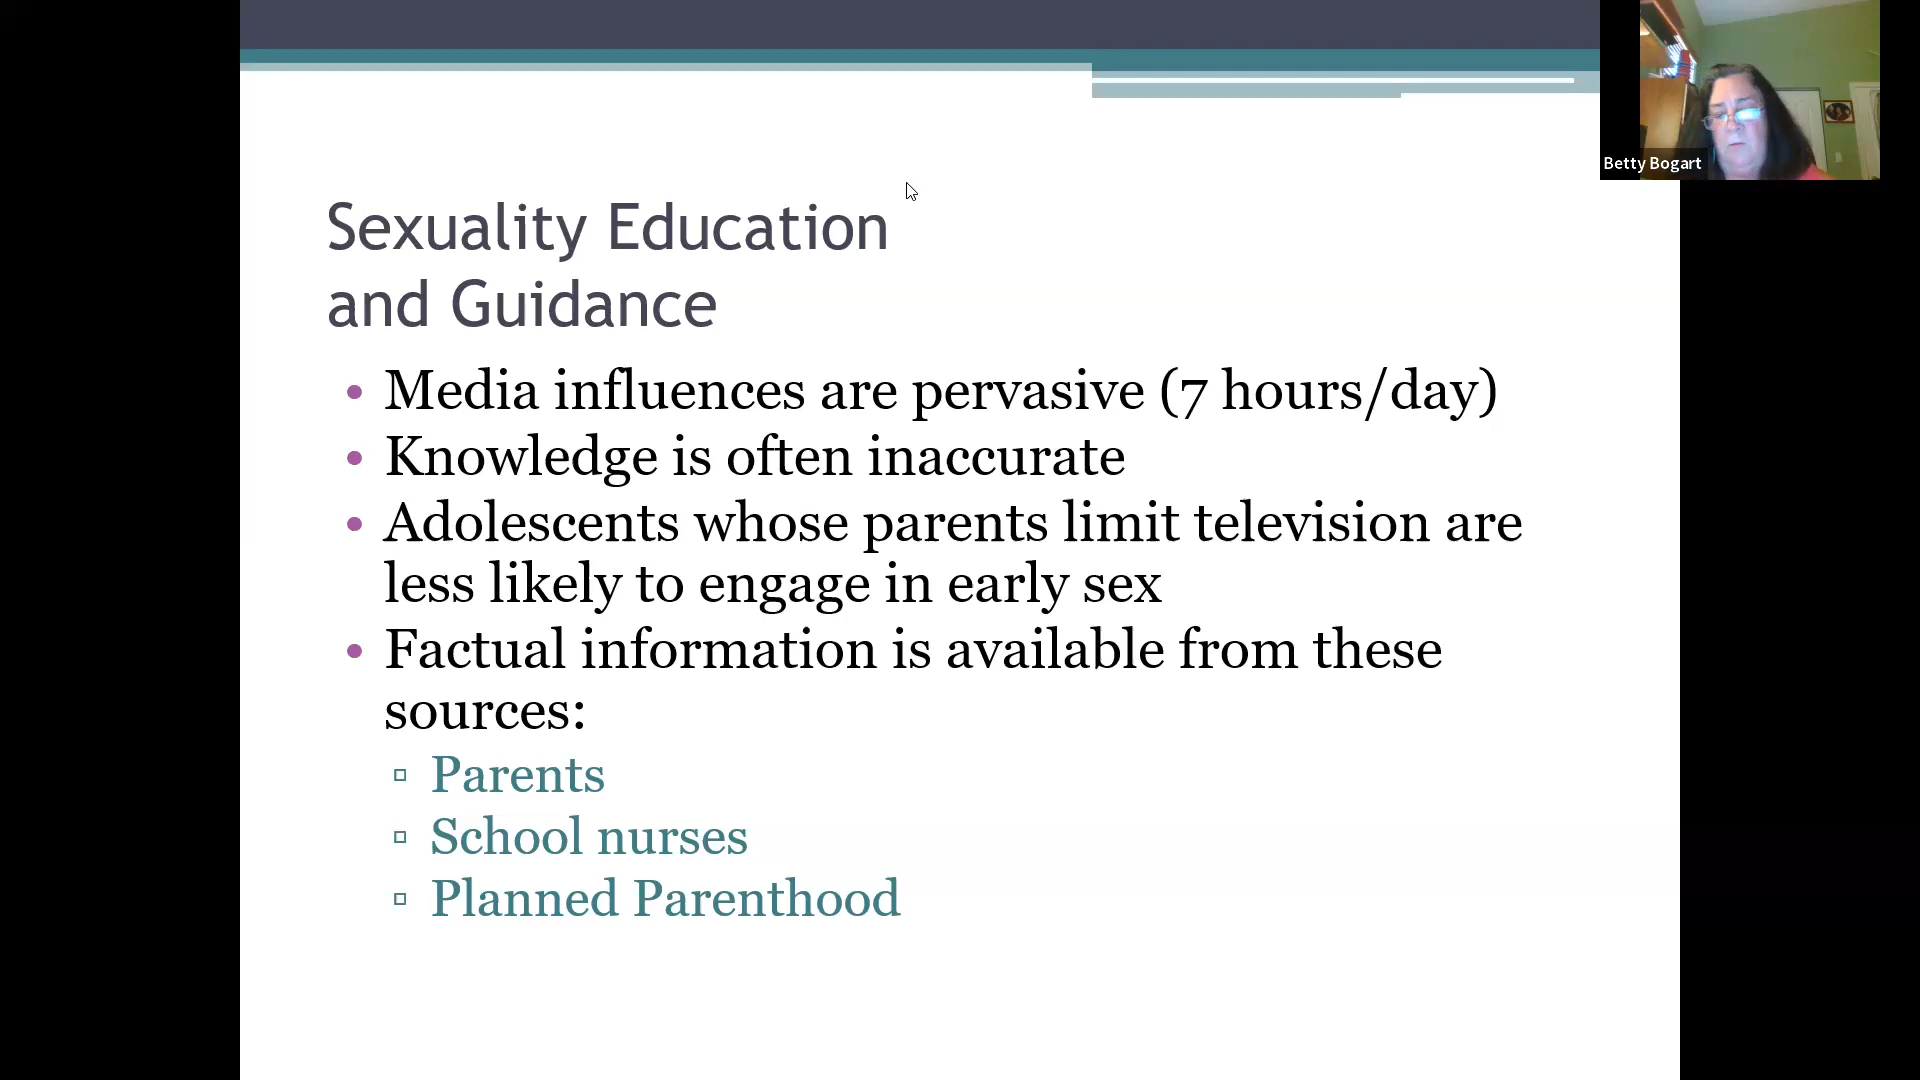 Betty Bogart
Sexuality Education
and Guidance
• Media influences are pervasive (7 hours/day)
• Knowledge is often inaccurate
• Adolescents whose parents limit television are
less likely to engage in early sex
• Factual information is available from these
sources:
▫ Parents
▫ School nurses
▫ Planned Parenthood